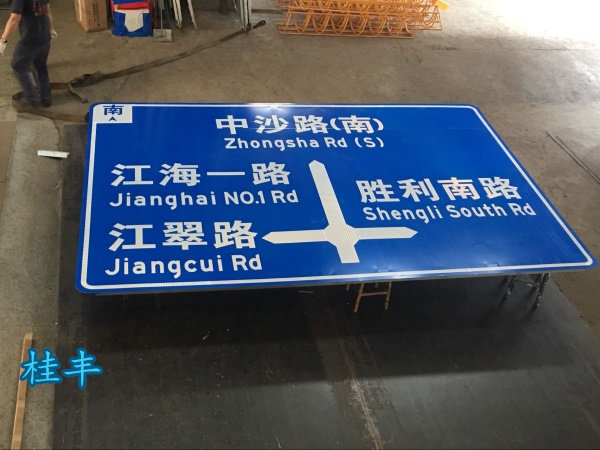 南
中沙路(南)
Zhongsha Rd (S)
江海一路
Jianghai NO.1 Rd
胜利南路
Shengli South Rd
江翠路
Jiangcui Rd
桂丰